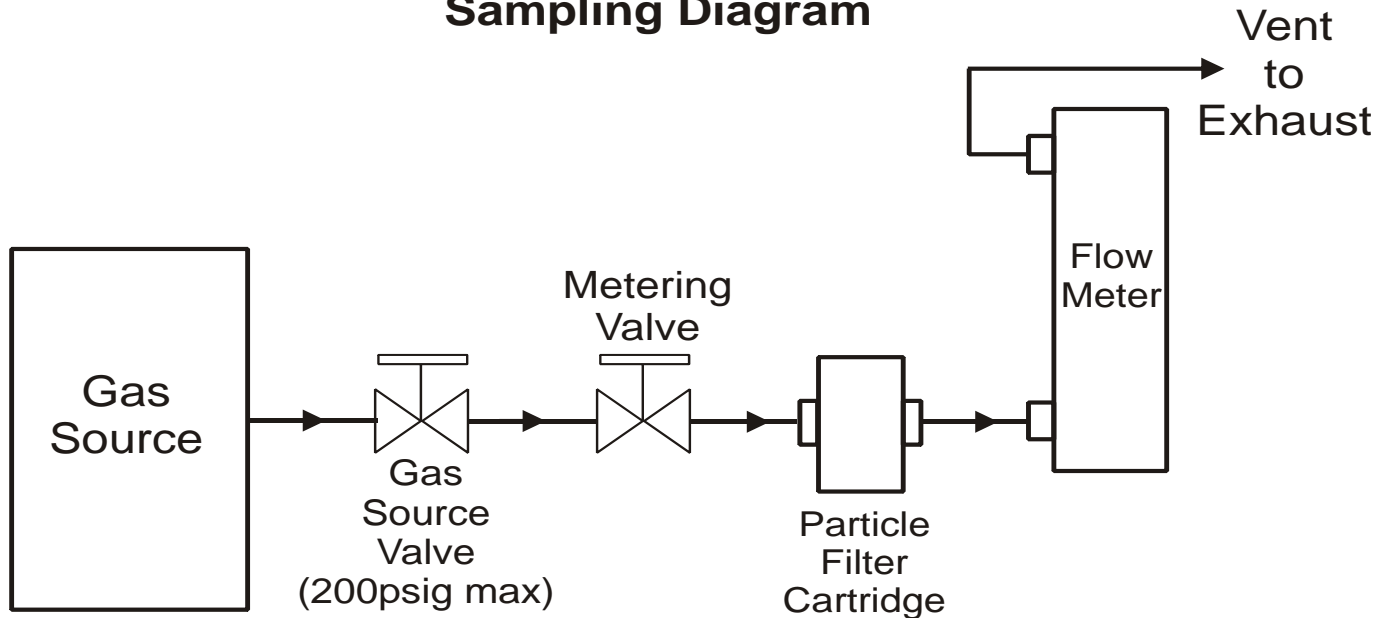 Sampling Diagram
Vent
to
Exhaust
Flow
Meter
Metering
Valve
Gas
Source
Gas
Source
Valve
(200psig max)
Particle
Filter
Cartridge